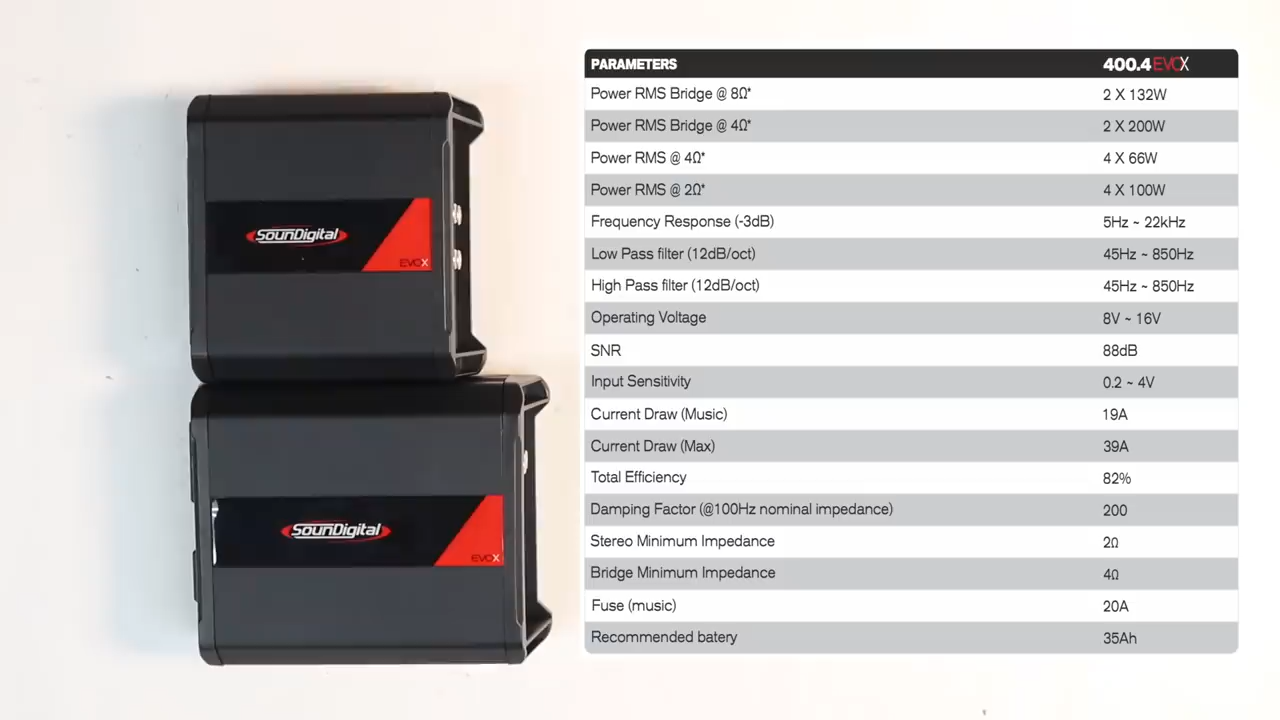 PARAMETERS 400.4 EVOX
Power RMS Bridge @ 8Ω* 2 X 132W
Power RMS Bridge @ 4Ω* 2 X 200W
Power RMS @ 4Ω* 4 X 66W
Power RMS @ 2Ω* 4 X 100W
Frequency Response (-3dB) 5Hz ~ 22kHz
Low Pass filter (12dB/oct) 45Hz ~ 850Hz
High Pass filter (12dB/oct) 45Hz ~ 850Hz
Operating Voltage 8V ~ 16V
SNR 88dB
Input Sensitivity 0.2 ~ 4V
Current Draw (Music) 19A
Current Draw (Max) 39A
Total Efficiency 82%
Damping Factor (@100Hz nominal impedance) 200
Stereo Minimum Impedance 2Ω
Bridge Minimum Impedance 4Ω
Fuse (music) 20A
Recommended batery 35Ah
SounDigital
EVOX
SounDigital
EVOX